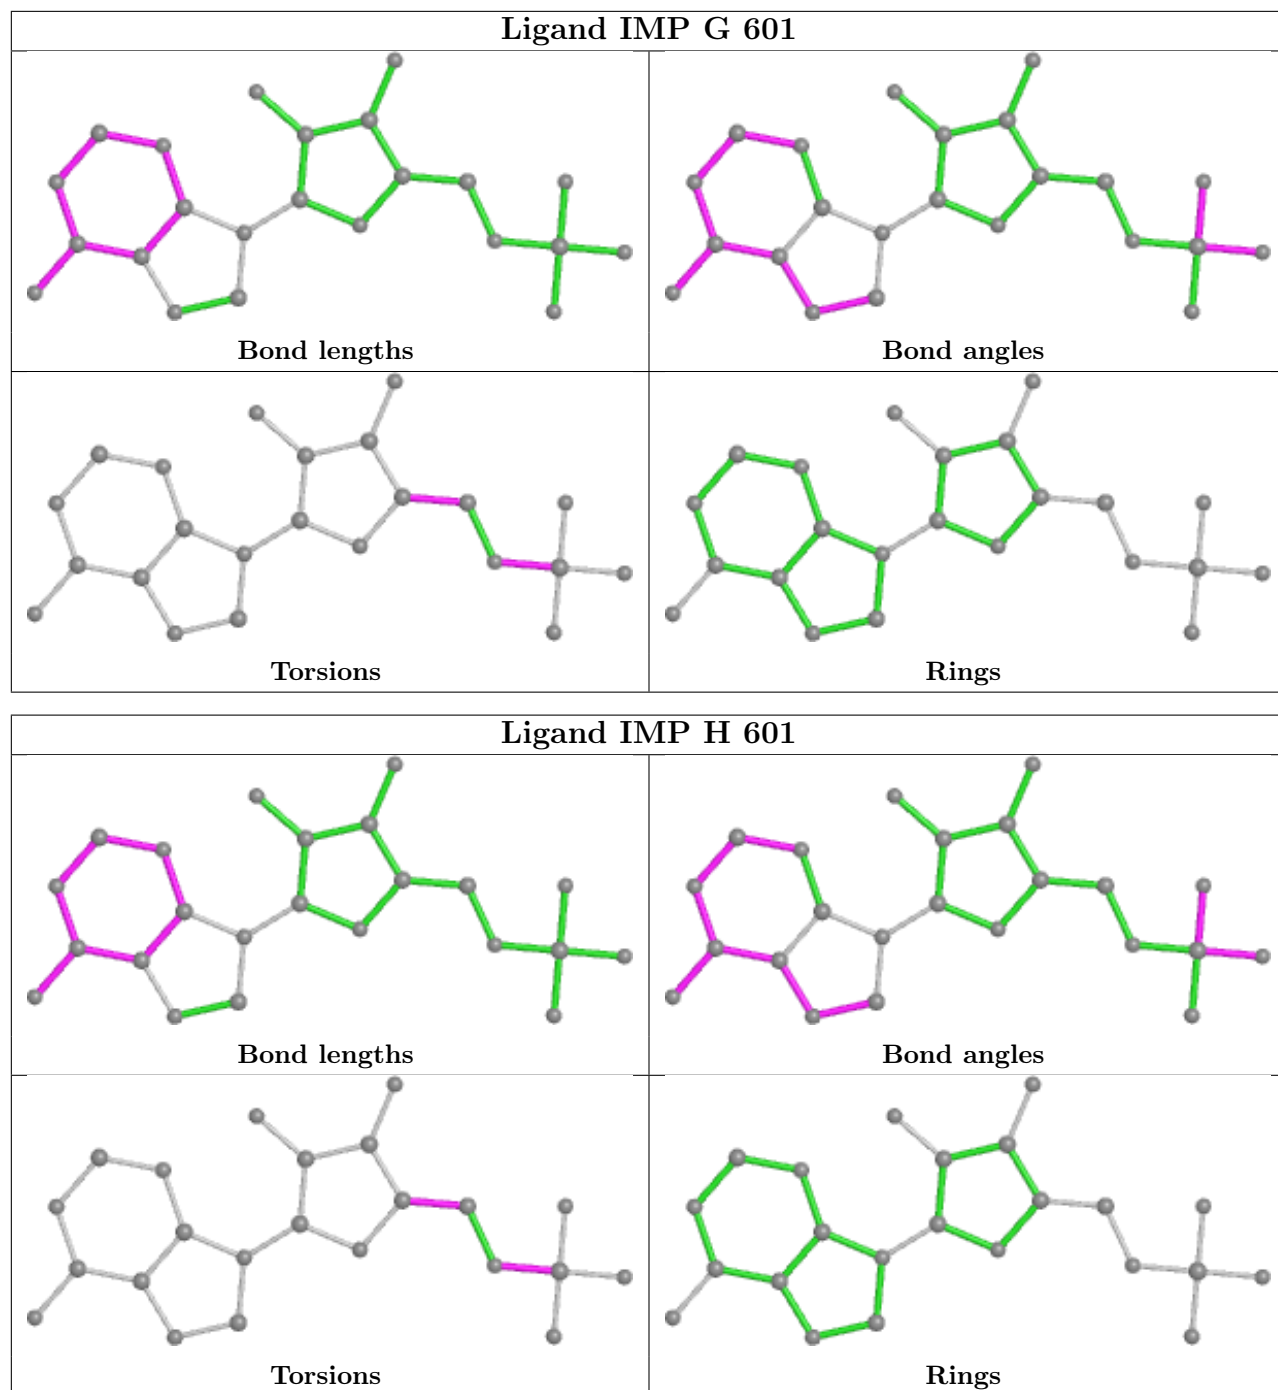 Ligand IMP G 601
Bond lengths
Bond angles
Torsions
Rings
Ligand IMP H 601
Bond lengths
Bond angles
Torsions
Rings